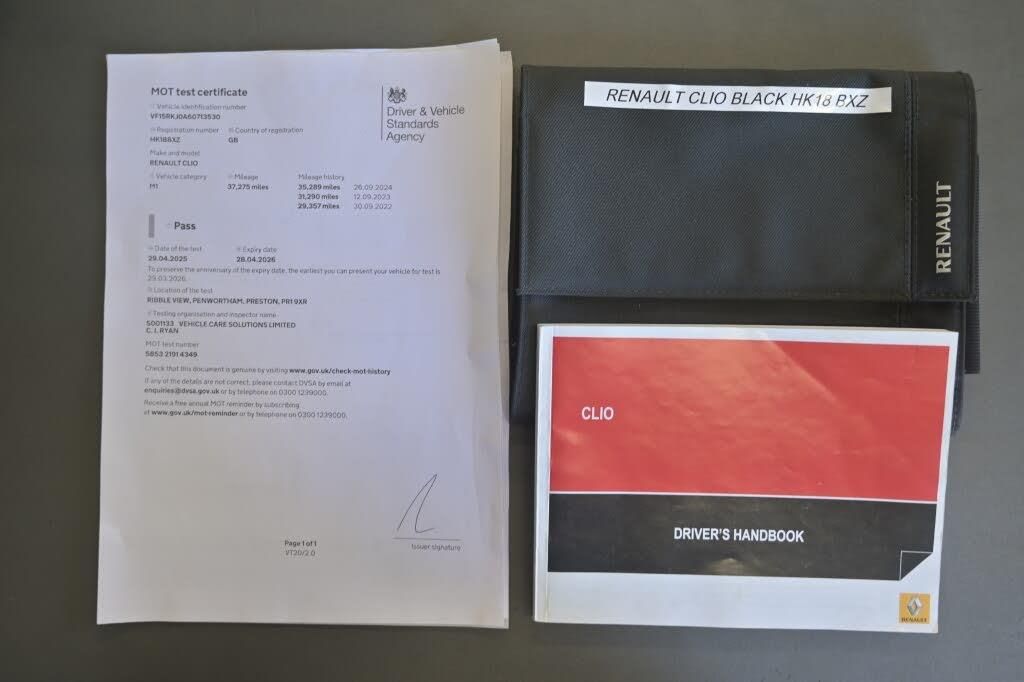 MOT test certificate
Vehicle identification number
VF15RKJ0A60713530
Registration number Country of registration
HK18BXZ GB
Make and model
RENAULT CLIO
Vehicle category Mileage Mileage history
M1 37,275 miles 35,289 miles 26.09.2024
31,290 miles 12.09.2023
29,357 miles 30.09.2022
Pass
Date of the test Expiry date
29.04.2025 28.04.2026
To preserve the anniversary of the expiry date, the earliest you can present your vehicle for test is
29.03.2026.
Location of the test
RIBBLE VIEW, PENWORTHAM, PRESTON, PR1 9XR
Testing organisation and inspector name
S001133 VEHICLE CARE SOLUTIONS LIMITED
C. I. RYAN
MOT test number
5853 2191 4349
Check that this document is genuine by visiting www.gov.uk/check-mot-history
If any of the details are not correct, please contact DVSA by email at
enquiries@dvsa.gov.uk or by telephone on 0300 1239000.
Receive a free annual MOT reminder by subscribing
at www.gov.uk/mot-reminder or by telephone on 0300 1239000.
Issuer signature
Page 1 of 1
VT20/2.0
Driver & Vehicle
Standards
Agency
RENAULT CLIO BLACK HK18 BXZ
RENAULT
CLIO
DRIVER'S HANDBOOK
RENAULT